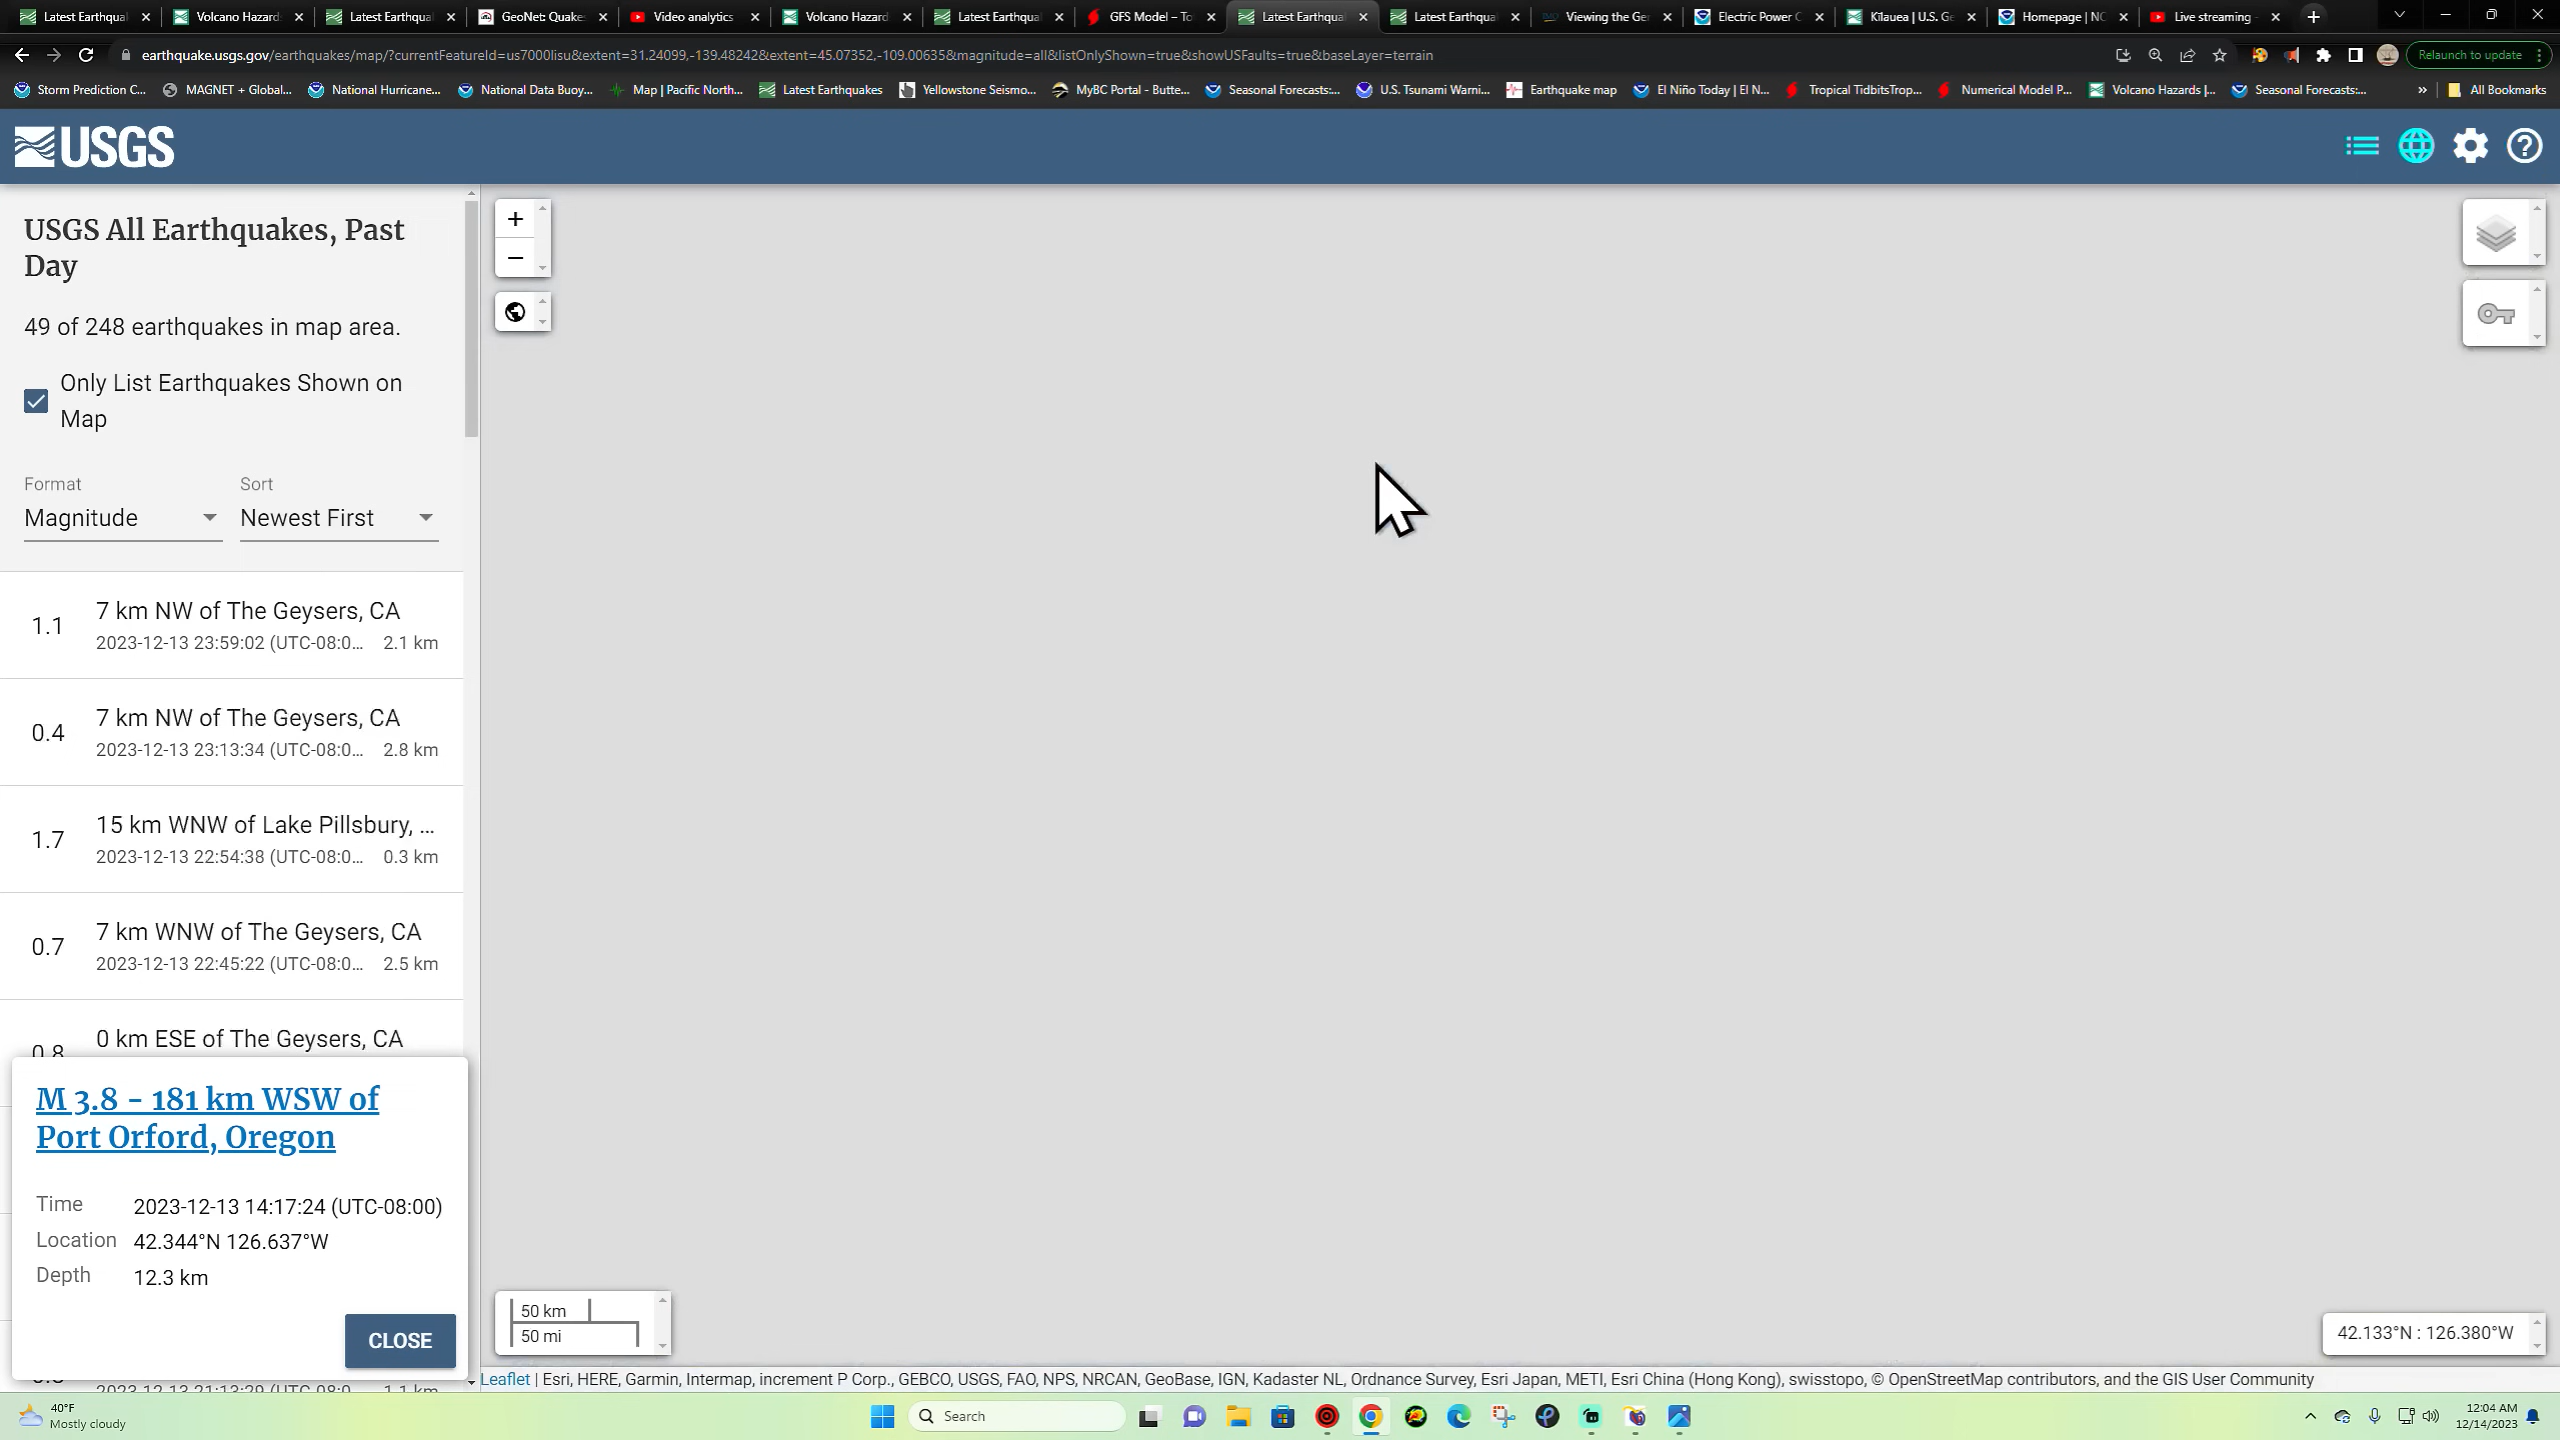 Latest Earthqua
Volcano Hazard
Latest Earthqua
GeoNet: Quake
Video analytics
Volcano Hazard
Latest Earthqua
GFS Model – To
Latest Earthqua
Latest Earthqua
Viewing the Ge
Electric Power C
Kilauea | U.S. Ge
Homepage | NC
Live streaming
earthquake.usgs.gov/earthquakes/map/?currentFeatureId=us7000lisu&extent=31.24099,-139.48242&extent=45.07352,-109.00635&magnitude=all&listOnlyShown=true&showUSFaults=true&baseLayer=terrain
Relaunch to update
Storm Prediction C...
MAGNET + Global...
National Hurricane...
National Data Buoy...
Map | Pacific North...
Latest Earthquakes
Yellowstone Seismo...
MyBC Portal - Butte...
Seasonal Forecasts:...
U.S. Tsunami Warni...
Earthquake map
El Niño Today | El N...
Tropical TidbitsTrop...
Numerical Model P...
Volcano Hazards |...
Seasonal Forecasts:...
»
All Bookmarks
USGS
USGS All Earthquakes, Past
Day
49 of 248 earthquakes in map area.
Only List Earthquakes Shown on
Map
Format
Sort
Magnitude
Newest First
7 km NW of The Geysers, CA
1.1
2023-12-13 23:59:02 (UTC-08:0... 2.1 km
7 km NW of The Geysers, CA
0.4
2023-12-13 23:13:34 (UTC-08:0... 2.8 km
15 km WNW of Lake Pillsbury, ...
1.7
2023-12-13 22:54:38 (UTC-08:0... 0.3 km
7 km WNW of The Geysers, CA
0.7
2023-12-13 22:45:22 (UTC-08:0... 2.5 km
0 km ESE of The Geysers, CA
0.8
M 3.8 - 181 km WSW of
Port Orford, Oregon
Time 2023-12-13 14:17:24 (UTC-08:00)
Location 42.344°N 126.637°W
Depth 12.3 km
CLOSE
+
−
50 km
50 mi
42.133°N : 126.380°W
Leaflet | Esri, HERE, Garmin, Intermap, increment P Corp., GEBCO, USGS, FAO, NPS, NRCAN, GeoBase, IGN, Kadaster NL, Ordnance Survey, Esri Japan, METI, Esri China (Hong Kong), swisstopo, © OpenStreetMap contributors, and the GIS User Community
40°F
Mostly cloudy
Search
12:04 AM
12/14/2023